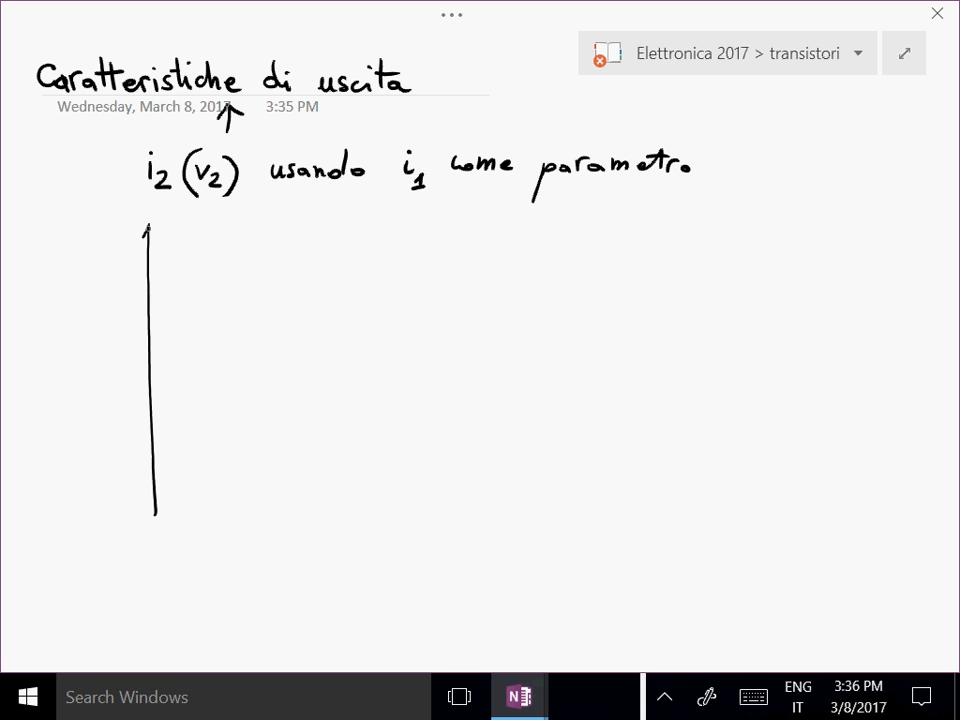 Elettronica 2017 > transistori
Caratteristiche di uscita
Wednesday, March 8, 2017 3:35 PM
i2 (v2) usando i1 come parametro
Search Windows
N
ENG
IT
3:36 PM
3/8/2017